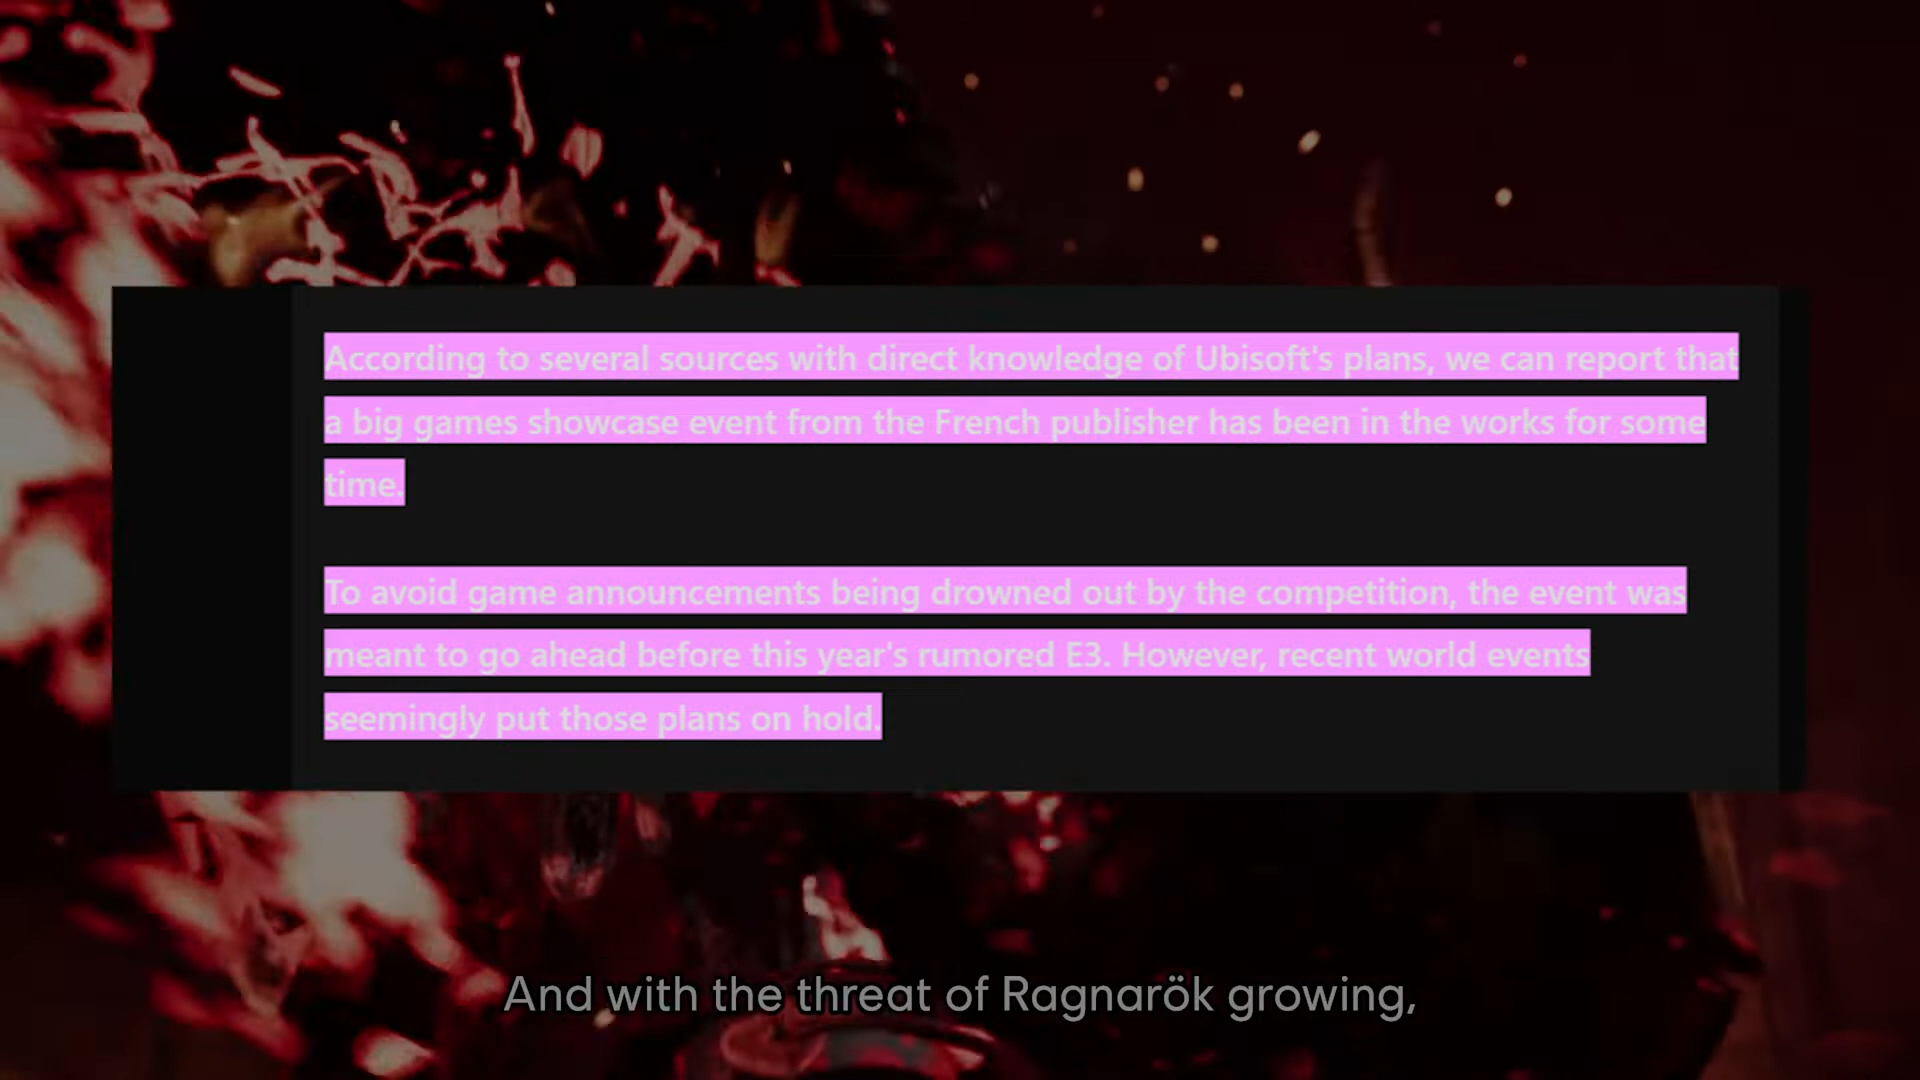 According to several sources with direct knowledge of Ubisoft's plans, we can report that
a big games showcase event from the French publisher has been in the works for some
time.
To avoid game announcements being drowned out by the competition, the event was
meant to go ahead before this year's rumored E3. However, recent world events
seemingly put those plans on hold.
And with the threat of Ragnarök growing,